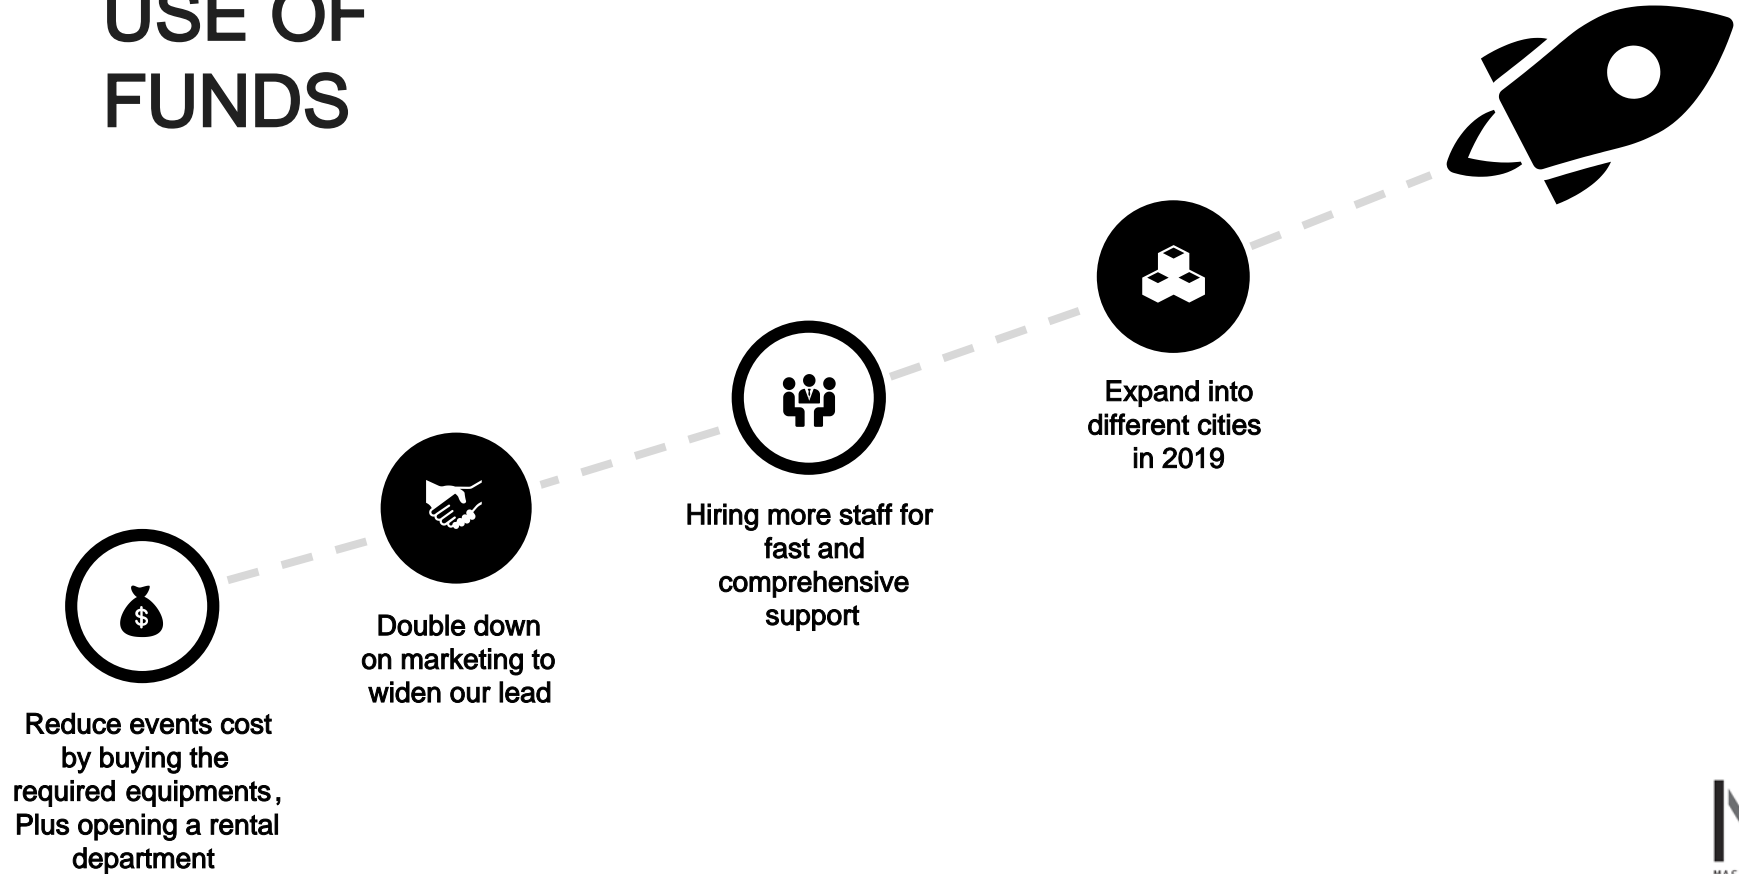 USE OF
FUNDS
Reduce events cost
by buying the
required equipments,
Plus opening a rental
department
Double down
on marketing to
widen our lead
Hiring more staff for
fast and
comprehensive
support
Expand into
different cities
in 2019
$